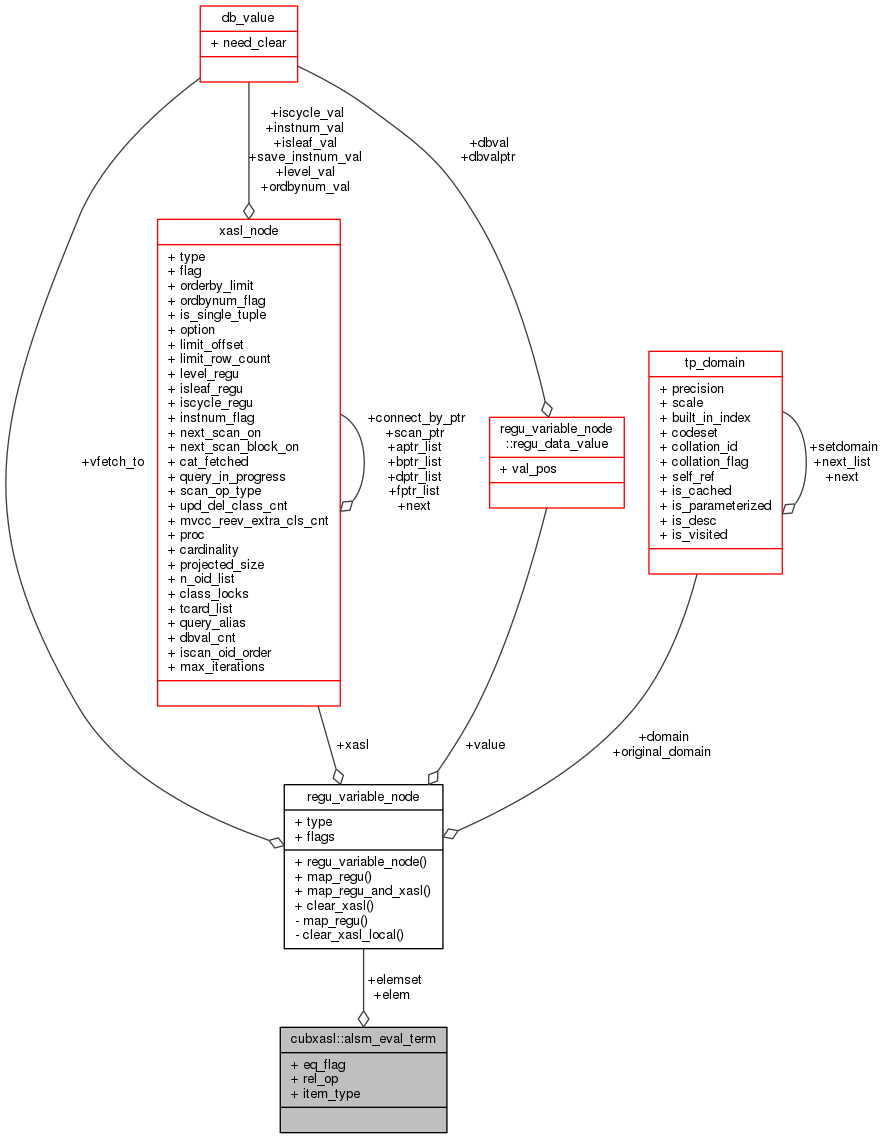 db_value
+ need_clear
+iscycle_val
+instnum_val
+isleaf_val
+save_instnum_val
+level_val
+ordbynum_val
+dbval
+dbvalptr
xasl_node
+ type
+ flag
+ orderby_limit
+ ordbynum_flag
+ is_single_tuple
+ option
+ limit_offset
+ limit_row_count
+ level_regu
+ isleaf_regu
+ iscycle_regu
+ instnum_flag
+ next_scan_on
+ next_scan_block_on
+ cat_fetched
+ query_in_progress
+ scan_op_type
+ upd_del_class_cnt
+ mvcc_reev_extra_cls_cnt
+ proc
+ cardinality
+ projected_size
+ n_oid_list
+ class_locks
+ tcard_list
+ query_alias
+ dbval_cnt
+ iscan_oid_order
+ max_iterations
+connect_by_ptr
+scan_ptr
+aptr_list
+bptr_list
+dptr_list
+fptr_list
+next
regu_variable_node
::regu_data_value
+ val_pos
tp_domain
+ precision
+ scale
+ built_in_index
+ codeset
+ collation_id
+ collation_flag
+ self_ref
+ is_cached
+ is_parameterized
+ is_desc
+ is_visited
+setdomain
+next_list
+next
+vfetch_to
+xasl
+value
+domain
+original_domain
regu_variable_node
+ type
+ flags
+ regu_variable_node()
+ map_regu()
+ map_regu_and_xasl()
+ clear_xasl()
- map_regu()
- clear_xasl_local()
+elemset
+elem
cubxasl::alsm_eval_term
+ eq_flag
+ rel_op
+ item_type